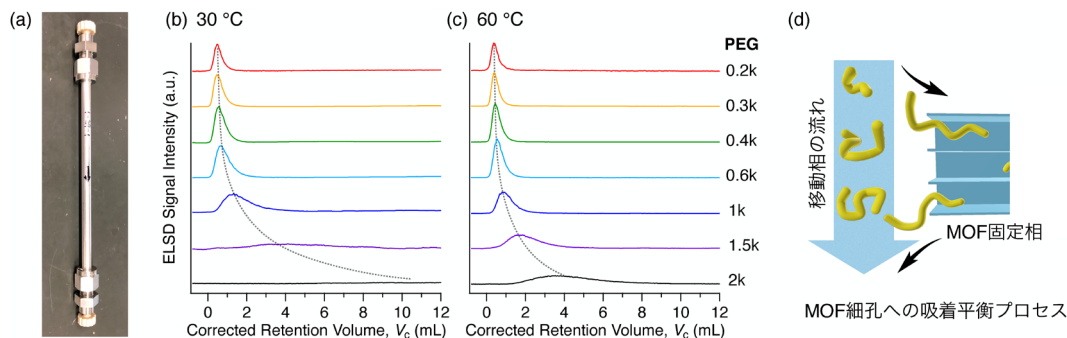 (a)
(b) 30 °C
(c) 60 °C
(d)
ELSD Signal Intensity (a.u.)
0 2 4 6 8 10 12
Corrected Retention Volume, Vc (mL)
0 2 4 6 8 10 12
Corrected Retention Volume, Vc (mL)
PEG
0.2k
0.3k
0.4k
0.6k
1k
1.5k
2k
移動相の流れ
MOF固定相
MOF細孔への吸着平衡プロセス